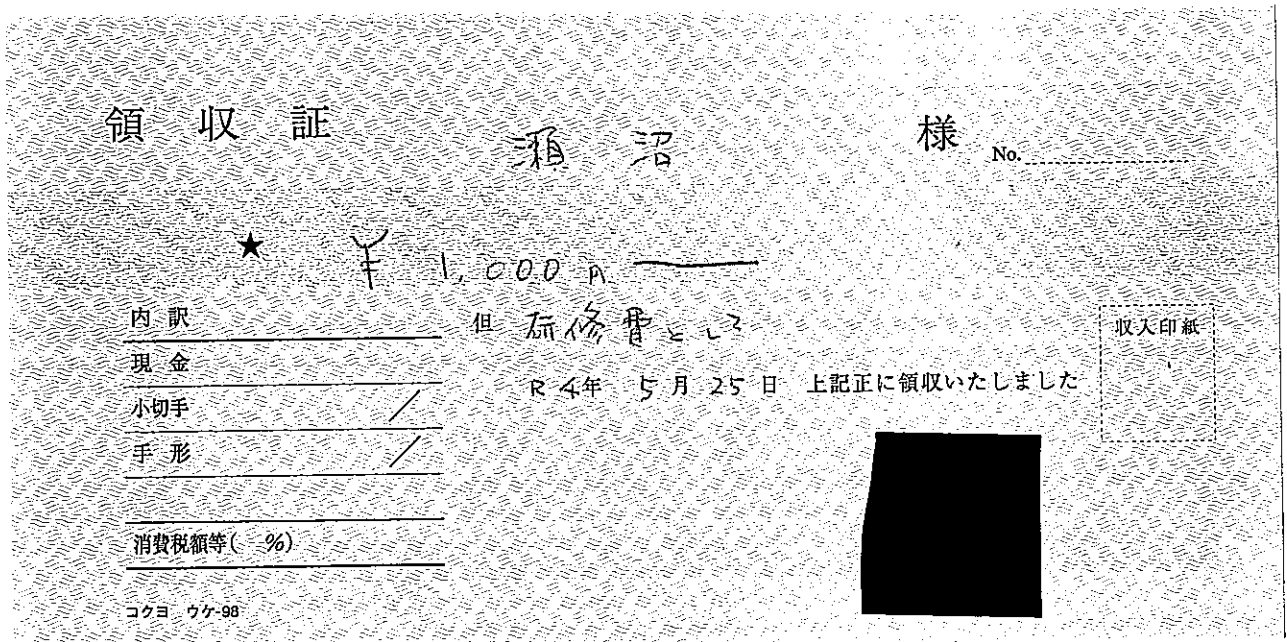 領収証 瀬沼 様 No.
★ ¥1,000円
内訳
但 研修費として
現金
R4年 5月25日 上記正に領収いたしました
収入印紙
小切手
手形
消費税額等( %)
コクヨ ウケ-98